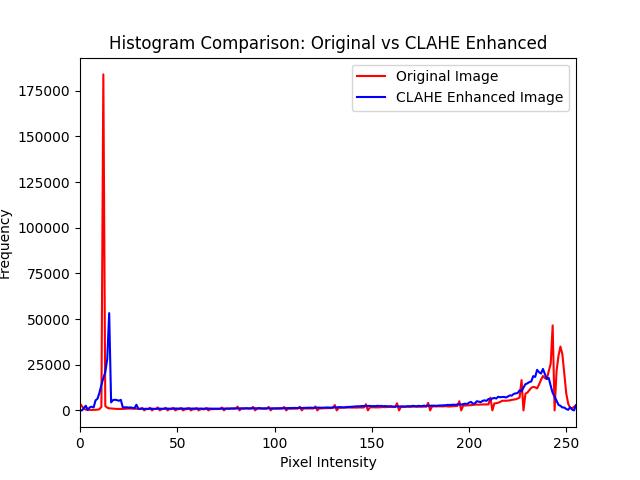 Histogram Comparison: Original vs CLAHE Enhanced
Original Image
CLAHE Enhanced Image
Frequency
175000
150000
125000
100000
75000
50000
25000
0
0 50 100 150 200 250
Pixel Intensity